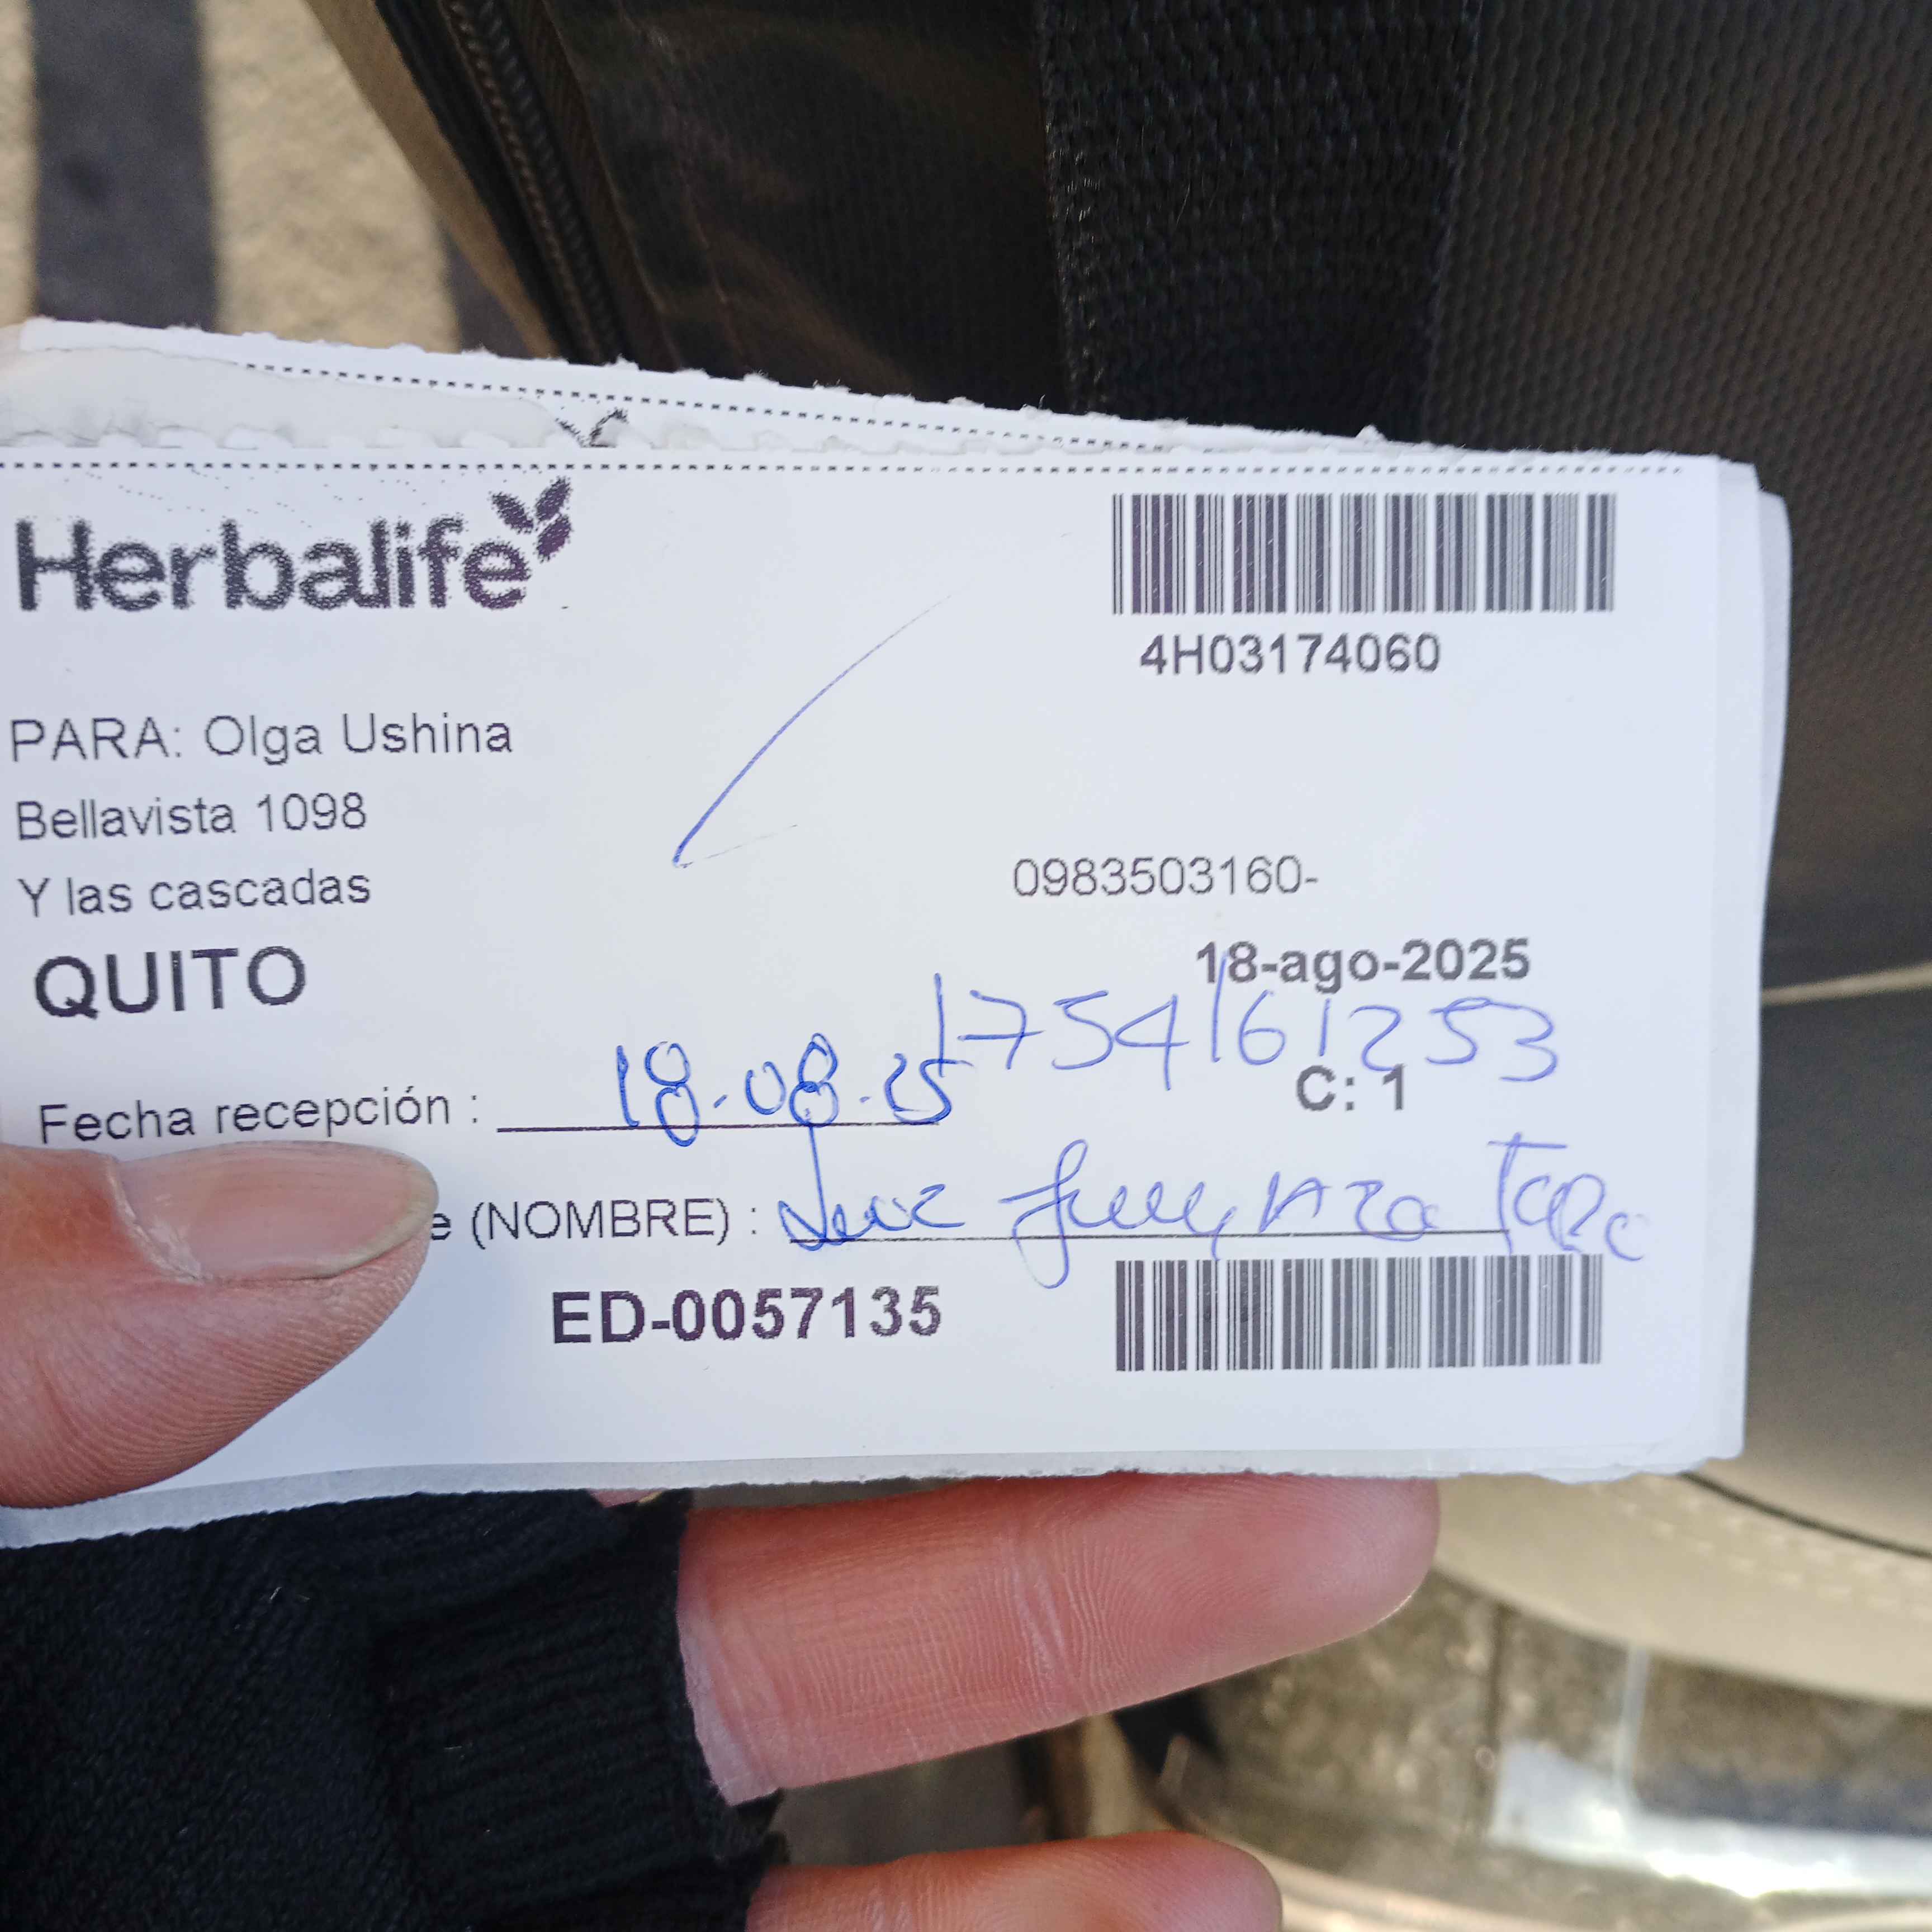 Herbalife
4H03174060
PARA: Olga Ushina
Bellavista 1098
Y las cascadas
0983503160-
QUITO
18-ago-2025
1754161253
Fecha recepción : 18.08.25
C: 1
e (NOMBRE) :
ED-0057135